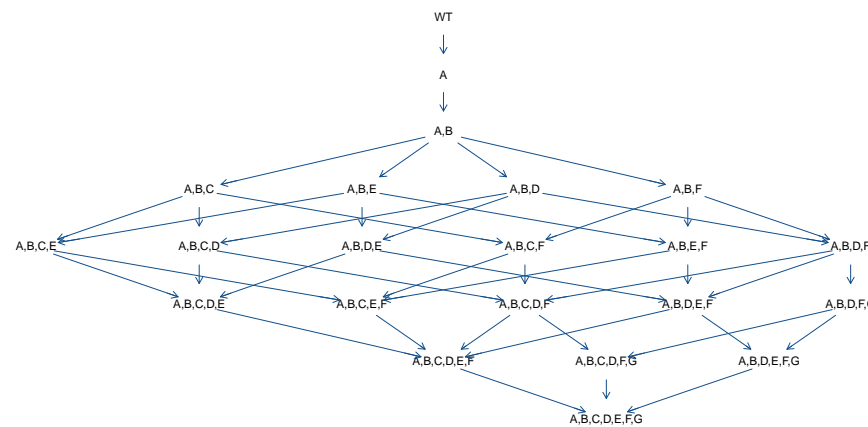 WT
A
A,B
A,B,C A,B,E A,B,D A,B,F
A,B,C,E A,B,C,D A,B,D,E A,B,C,F A,B,E,F A,B,D,F
A,B,C,D,E A,B,C,E,F A,B,C,D,F A,B,D,E,F A,B,D,F,
A,B,C,D,E,F A,B,C,D,F,G A,B,D,E,F,G
A,B,C,D,E,F,G